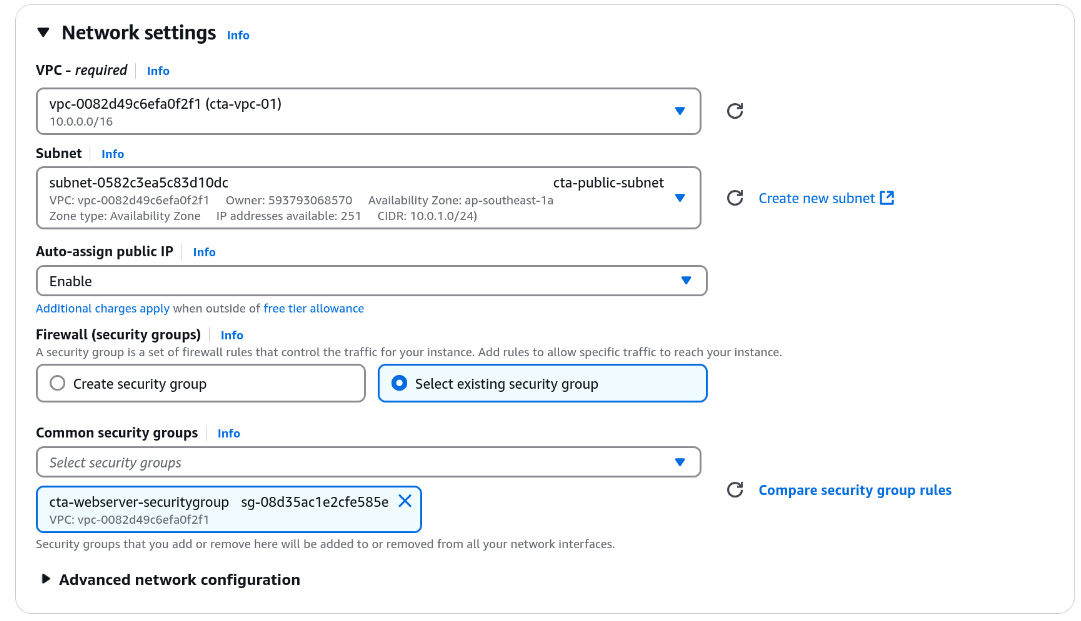 Network settings Info
VPC - required Info
vpc-0082d49c6efa0f2f1 (cta-vpc-01)
10.0.0.0/16
Subnet Info
subnet-0582c3ea5c83d10dc cta-public-subnet
VPC: vpc-0082d49c6efa0f2f1 Owner: 593793068570 Availability Zone: ap-southeast-1a
Zone type: Availability Zone IP addresses available: 251 CIDR: 10.0.1.0/24)
Create new subnet
Auto-assign public IP Info
Enable
Additional charges apply when outside of free tier allowance
Firewall (security groups) Info
A security group is a set of firewall rules that control the traffic for your instance. Add rules to allow specific traffic to reach your instance.
Create security group Select existing security group
Common security groups Info
Select security groups
cta-webserver-securitygroup sg-08d35ac1e2cfe585e
VPC: vpc-0082d49c6efa0f2f1
Compare security group rules
Security groups that you add or remove here will be added to or removed from all your network interfaces.
Advanced network configuration